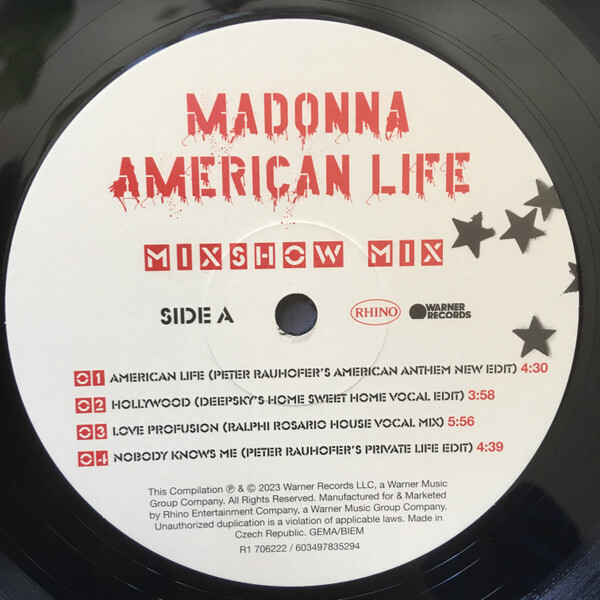 MADONNA
AMERICAN LIFE
MIXSHOW MIX
SIDE A
RHINO
WARNER
RECORDS
01 AMERICAN LIFE (PETER RAUHOFER'S AMERICAN ANTHEM NEW EDIT) 4:30
02 HOLLYWOOD (DEEPSKY'S HOME SWEET HOME VOCAL EDIT) 3:58
03 LOVE PROFUSION (RALPHI ROSARIO HOUSE VOCAL MIX) 5:56
04 NOBODY KNOWS ME (PETER RAUHOFER'S PRIVATE LIFE EDIT) 4:39
This Compilation ℗ & © 2023 Warner Records LLC, a Warner Music
Group Company. All Rights Reserved. Manufactured for & Marketed
by Rhino Entertainment Company, a Warner Music Group Company.
Unauthorized duplication is a violation of applicable laws. Made in
Czech Republic. GEMA/BIEM
R1 706222 / 603497835294